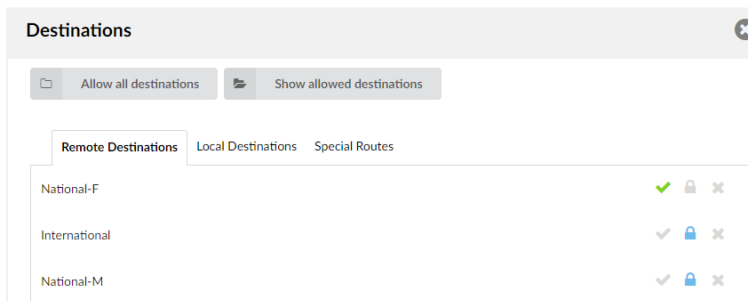 Destinations
Allow all destinations Show allowed destinations
Remote Destinations Local Destinations Special Routes
National-F
International
National-M